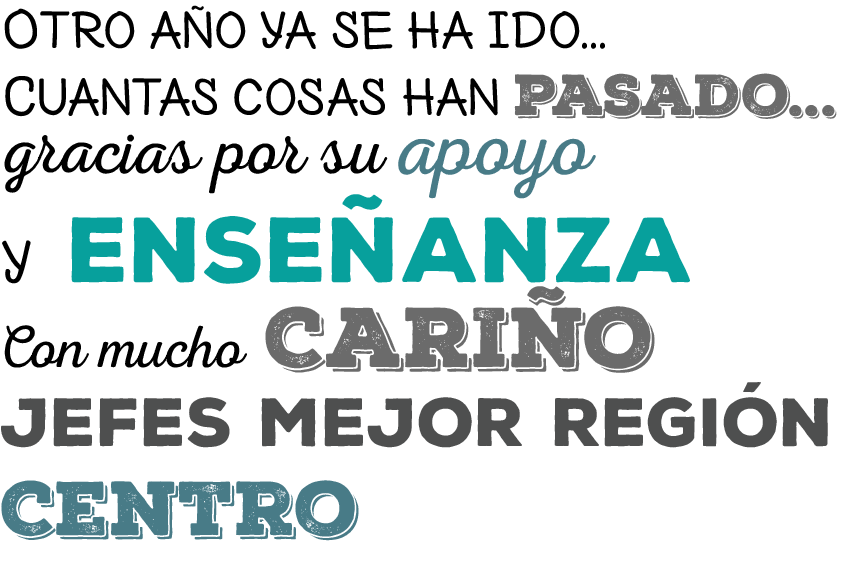 OTRO AÑO YA SE HA IDO...
CUANTAS COSAS HAN PASADO...
gracias por su apoyo
y ENSEÑANZA
Con mucho CARIÑO
JEFES MEJOR REGIÓN
CENTRO